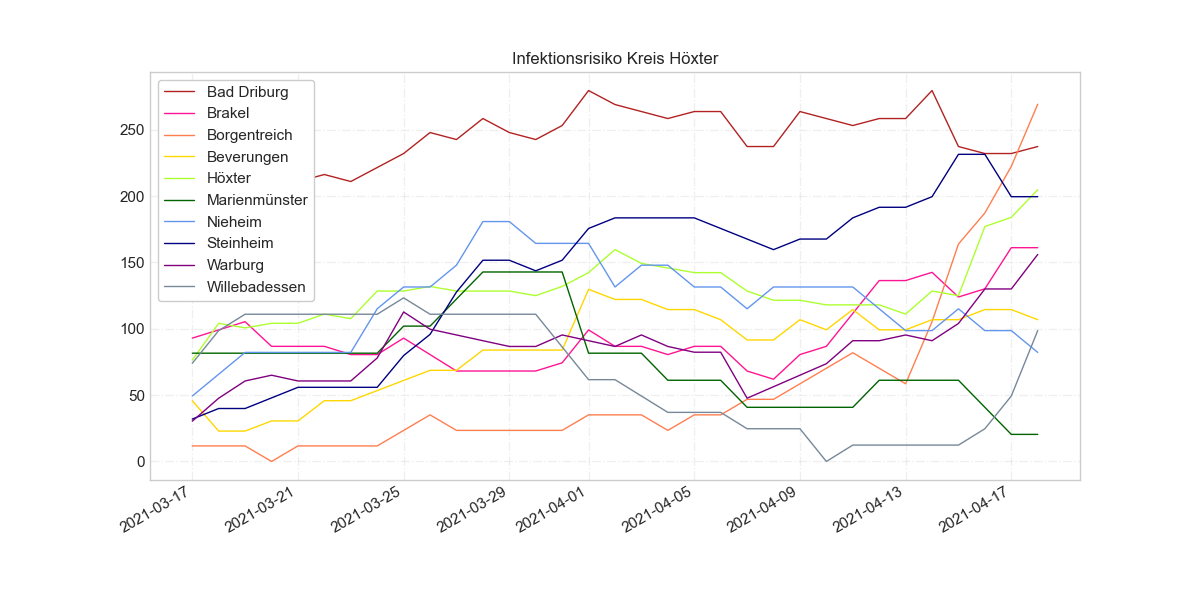 Infektionsrisiko Kreis Höxter
Bad Driburg
Brakel
Borgentreich
Beverungen
Höxter
Marienmünster
Nieheim
Steinheim
Warburg
Willebadessen
250
200
150
100
50
0
2021-03-17
2021-03-21
2021-03-25
2021-03-29
2021-04-01
2021-04-05
2021-04-09
2021-04-13
2021-04-17